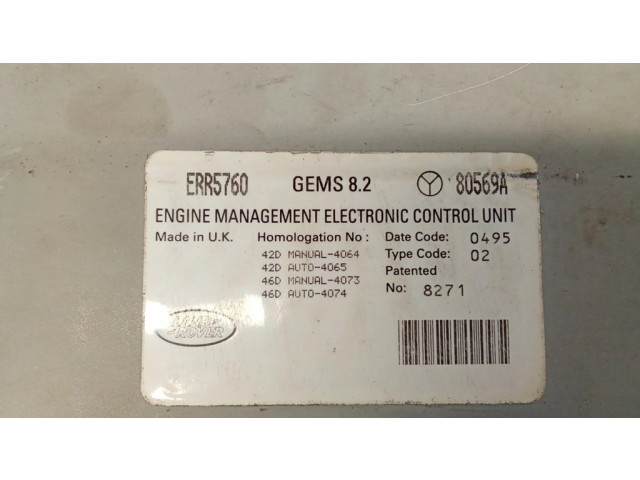 ERR5760 GEMS 8.2 80569A
ENGINE MANAGEMENT ELECTRONIC CONTROL UNIT
Made in U.K. Homologation No : Date Code: 0495
42D MANUAL-4064 Type Code: 02
42D AUTO-4065 Patented
46D MANUAL-4073 No: 8271
46D AUTO-4074
LAND-
-ROVER